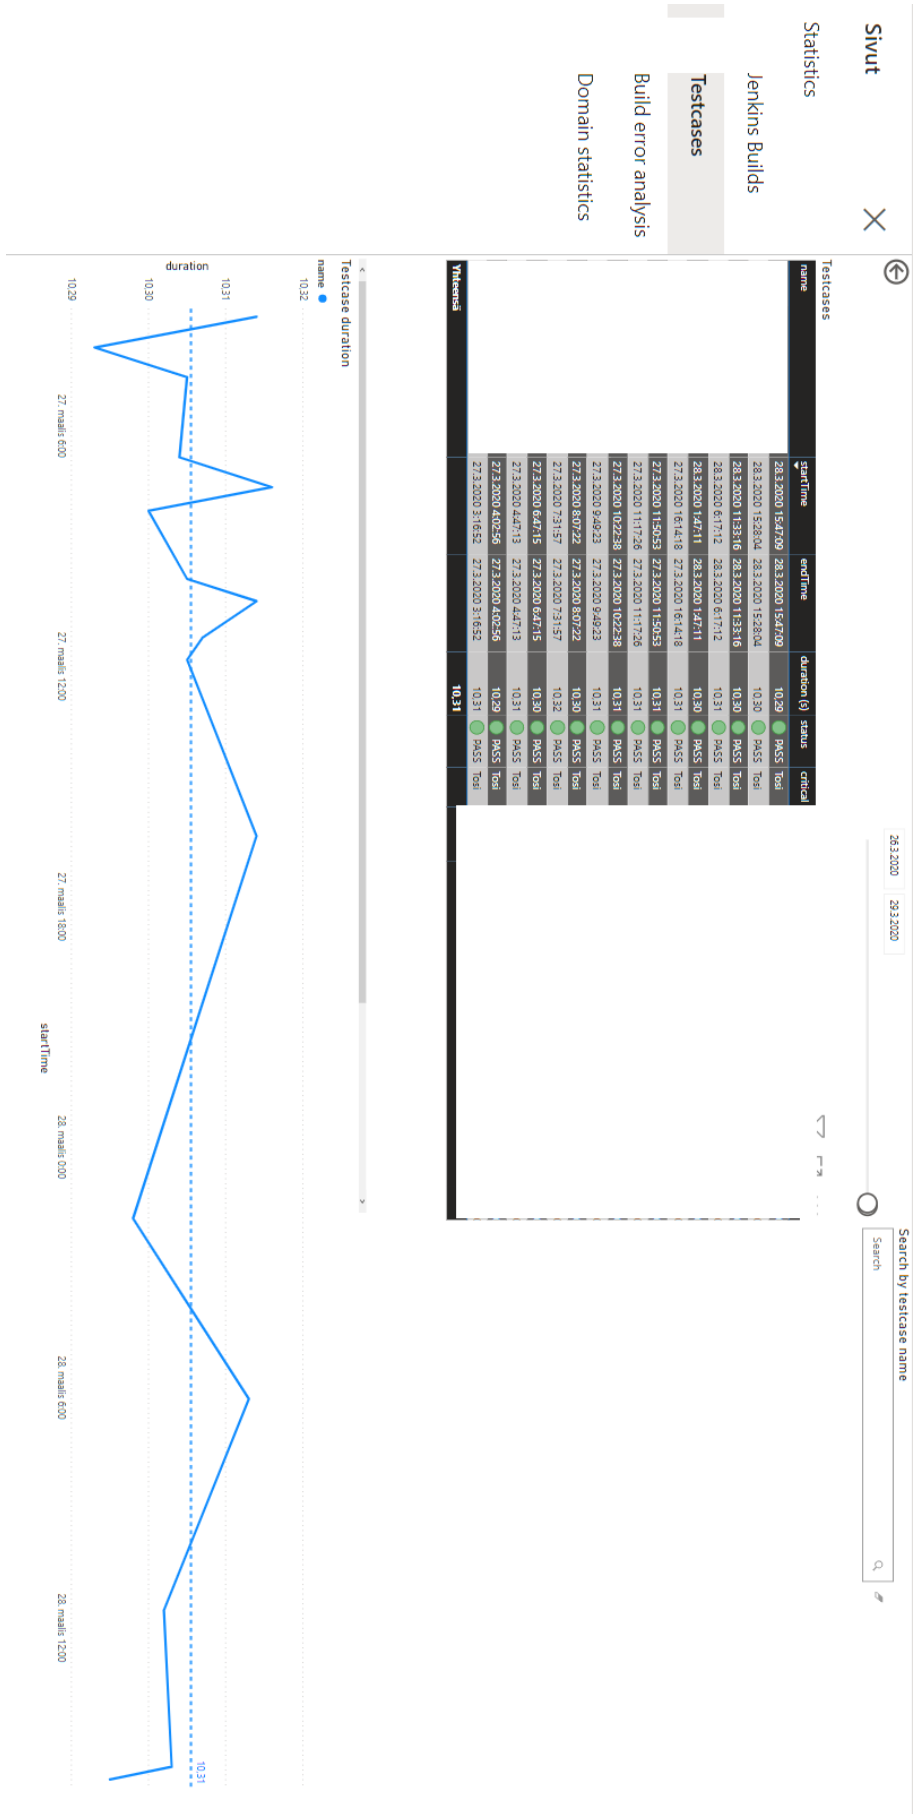 Sivut
Statistics
Jenkins Builds
Testcases
Build error analysis
Domain statistics
26.3.2020 29.3.2020
Search by testcase name
Search
Testcases
name startTime endTime duration (s) status critical
28.3.2020 15:47:09 28.3.2020 15:47:09 10,29 PASS Tosi
28.3.2020 15:28:04 28.3.2020 15:28:04 10,30 PASS Tosi
28.3.2020 11:33:16 28.3.2020 11:33:16 10,30 PASS Tosi
28.3.2020 6:17:12 28.3.2020 6:17:12 10,31 PASS Tosi
28.3.2020 1:47:11 28.3.2020 1:47:11 10,30 PASS Tosi
27.3.2020 16:14:18 27.3.2020 16:14:18 10,31 PASS Tosi
27.3.2020 11:50:53 27.3.2020 11:50:53 10,31 PASS Tosi
27.3.2020 11:17:26 27.3.2020 11:17:26 10,31 PASS Tosi
27.3.2020 10:22:38 27.3.2020 10:22:38 10,31 PASS Tosi
27.3.2020 9:49:23 27.3.2020 9:49:23 10,31 PASS Tosi
27.3.2020 8:07:22 27.3.2020 8:07:22 10,30 PASS Tosi
27.3.2020 7:31:57 27.3.2020 7:31:57 10,32 PASS Tosi
27.3.2020 6:47:15 27.3.2020 6:47:15 10,30 PASS Tosi
27.3.2020 4:47:13 27.3.2020 4:47:13 10,31 PASS Tosi
27.3.2020 4:02:56 27.3.2020 4:02:56 10,29 PASS Tosi
27.3.2020 3:16:52 27.3.2020 3:16:52 10,31 PASS Tosi
Yhteensä 10,31
Testcase duration
name
10,32
10,31
10,30
10,29
duration
10,31
27. maalis 6:00 27. maalis 12:00 27. maalis 18:00 28. maalis 0:00 28. maalis 6:00 28. maalis 12:00
startTime